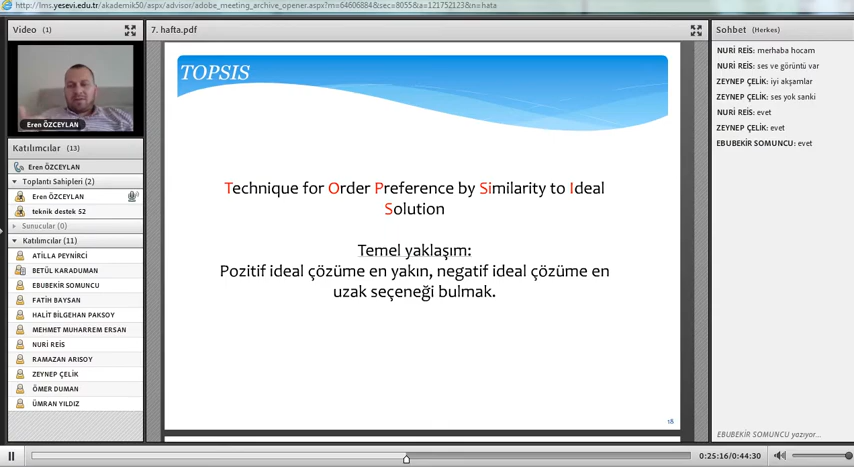 http://lms.yesevi.edu.tr/akademik50/aspx/advisor/adobe_meeting_archive_opener.aspx?m=64606884&sec=8055&a=121752123&n=hata
Video (1)
Eren ÖZCEYLAN
Katılımcılar (13)
Eren ÖZCEYLAN
Toplantı Sahipleri (2)
Eren ÖZCEYLAN
teknik destek 52
Sunucular (0)
Katılımcılar (11)
ATİLLA PEYNİRCİ
BETÜL KARADUMAN
EBUBEKİR SOMUNCU
FATİH BAYSAN
HALİT BİLGEHAN PAKSOY
MEHMET MUHARREM ERSAN
NURİ REİS
RAMAZAN ARISOY
ZEYNEP ÇELİK
ÖMER DUMAN
ÜMRAN YILDIZ
7. hafta.pdf
TOPSIS
Technique for Order Preference by Similarity to Ideal
Solution
Temel yaklaşım:
Pozitif ideal çözüme en yakın, negatif ideal çözüme en
uzak seçeneği bulmak.
18
Sohbet (Herkes)
NURİ REİS: merhaba hocam
NURİ REİS: ses ve görüntü var
ZEYNEP ÇELİK: iyi akşamlar
ZEYNEP ÇELİK: ses yok sanki
NURİ REİS: evet
ZEYNEP ÇELİK: evet
EBUBEKİR SOMUNCU: evet
EBUBEKİR SOMUNCU yazıyor...
0:25:16/0:44:30